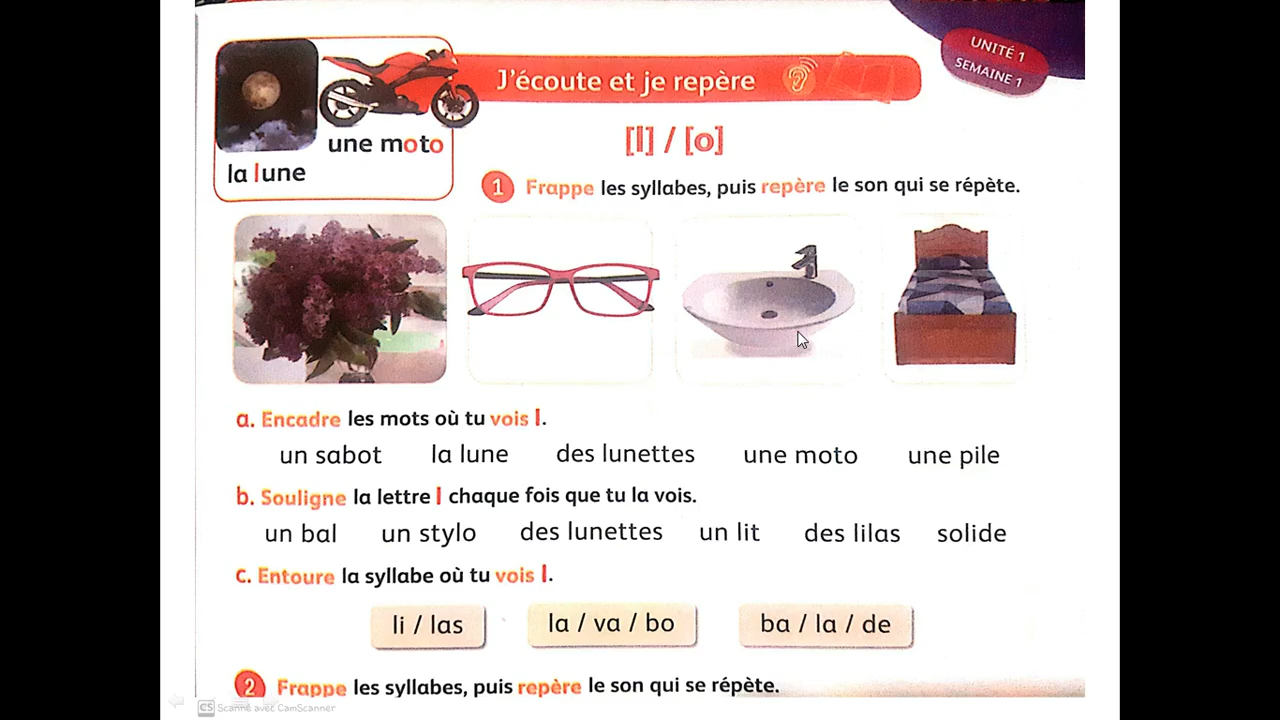 UNITÉ 1
SEMAINE 1
J'écoute et je repère
une moto
la lune
[l] / [o]
1 Frappe les syllabes, puis repère le son qui se répète.
a. Encadre les mots où tu vois l.
un sabot la lune des lunettes une moto une pile
b. Souligne la lettre l chaque fois que tu la vois.
un bal un stylo des lunettes un lit des lilas solide
c. Entoure la syllabe où tu vois l.
li / las la / va / bo ba / la / de
2 Frappe les syllabes, puis repère le son qui se répète.
CS Scanné avec CamScanner